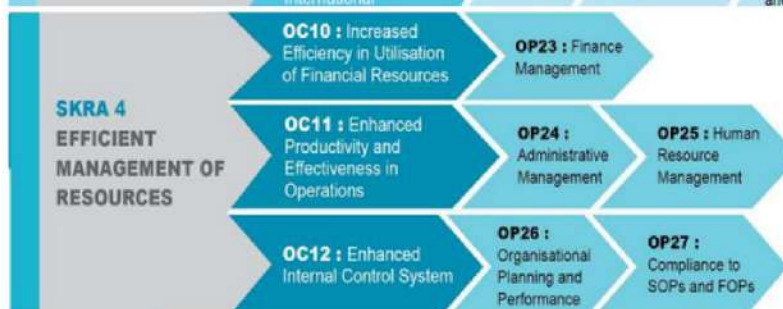 International
SKRA 4
EFFICIENT
MANAGEMENT OF
RESOURCES
OC10 : Increased
Efficiency in Utilisation
of Financial Resources
OP23 : Finance
Management
OC11 : Enhanced
Productivity and
Effectiveness in
Operations
OP24 :
Administrative
Management
OP25 : Human
Resource
Management
OC12 : Enhanced
Internal Control System
OP26 :
Organisational
Planning and
Performance
OP27 :
Compliance to
SOPs and FOPs